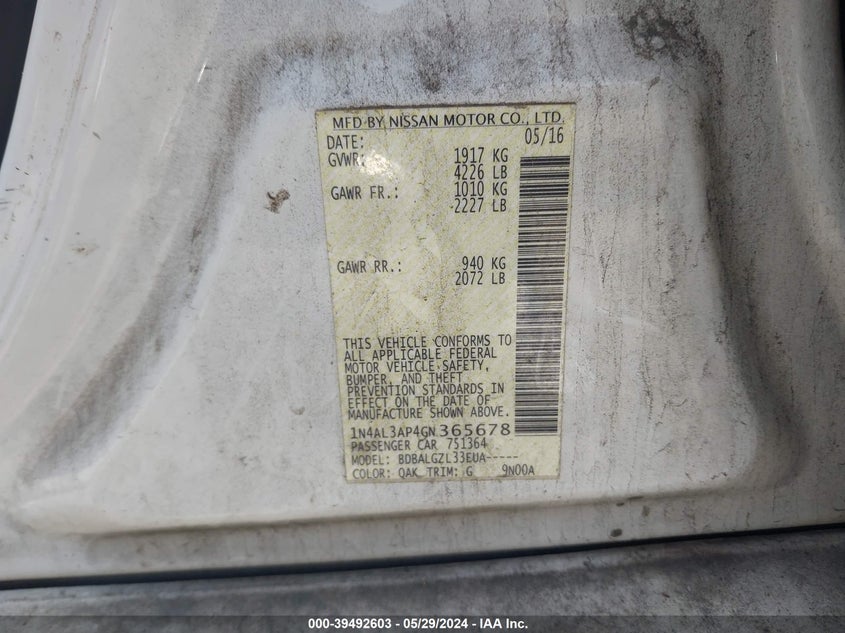 MFD BY NISSAN MOTOR CO., LTD.
DATE: 05/16
GVWR: 1917 KG
4226 LB
GAWR FR.: 1010 KG
2227 LB
GAWR RR.: 940 KG
2072 LB
THIS VEHICLE CONFORMS TO
ALL APPLICABLE FEDERAL
MOTOR VEHICLE SAFETY,
BUMPER, AND THEFT
PREVENTION STANDARDS IN
EFFECT ON THE DATE OF
MANUFACTURE SHOWN ABOVE.
1N4AL3AP4GN365678
PASSENGER CAR 751364
MODEL: BDBALGZL33EUA-----
COLOR: QAK TRIM: G 9N00A
000-39492603 - 05/29/2024 - IAA Inc.